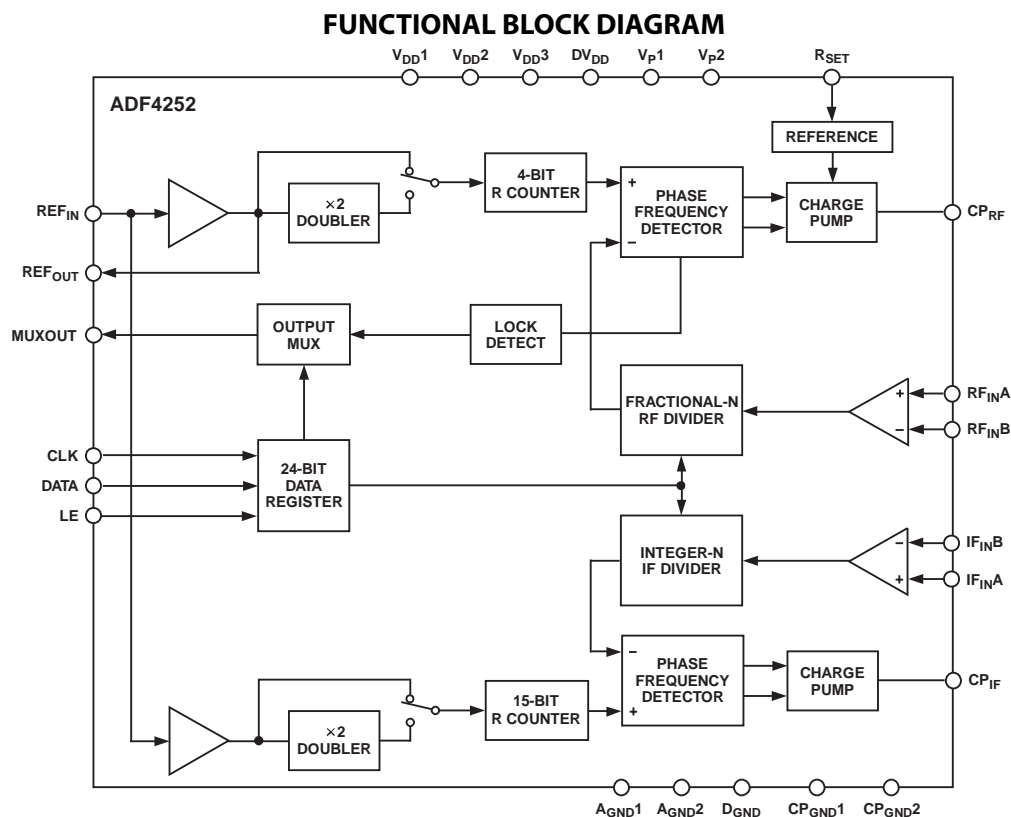 FUNCTIONAL BLOCK DIAGRAM
VDD1 VDD2 VDD3 DVDD VP1 VP2 RSET
ADF4252
REFERENCE
4-BIT
R COUNTER
+
PHASE
FREQUENCY
DETECTOR
−
CHARGE
PUMP
×2
DOUBLER
REFIN
CPRF
REFOUT
MUXOUT
OUTPUT
MUX
LOCK
DETECT
FRACTIONAL-N
RF DIVIDER
+
−
RFINA
RFINB
CLK
DATA
LE
24-BIT
DATA
REGISTER
INTEGER-N
IF DIVIDER
−
+
IFINB
IFINA
−
PHASE
FREQUENCY
DETECTOR
+
CHARGE
PUMP
CPIF
15-BIT
R COUNTER
×2
DOUBLER
AGND1 AGND2 DGND CPGND1 CPGND2